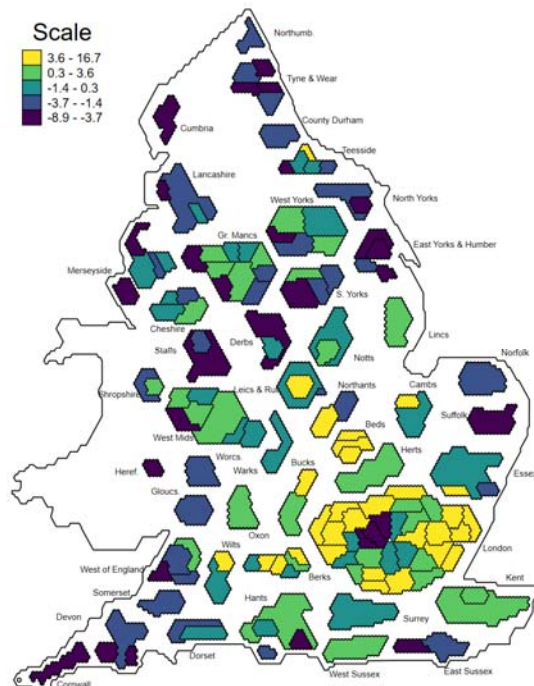 Scale
3.6 - 16.7
0.3 - 3.6
-1.4 - 0.3
-3.7 - -1.4
-8.9 - -3.7
Northumb.
Tyne & Wear
County Durham
Cumbria
Teesside
Lancashire
West Yorks
North Yorks
Gr. Mancs
East Yorks & Humber
Merseyside
S. Yorks
Cheshire
Lincs
Derbs
Staffs
Notts
Norfolk
Shropshire
Leics & Rut
Northants
Cambs
Suffolk
Beds
West Mids
Worcs.
Herts
Heref.
Warks
Bucks
Essex
Gloucs.
Oxon
Wilts
London
West of England
Berks
Kent
Somerset
Hants
Devon
Surrey
Dorset
West Sussex
East Sussex
Cornwall